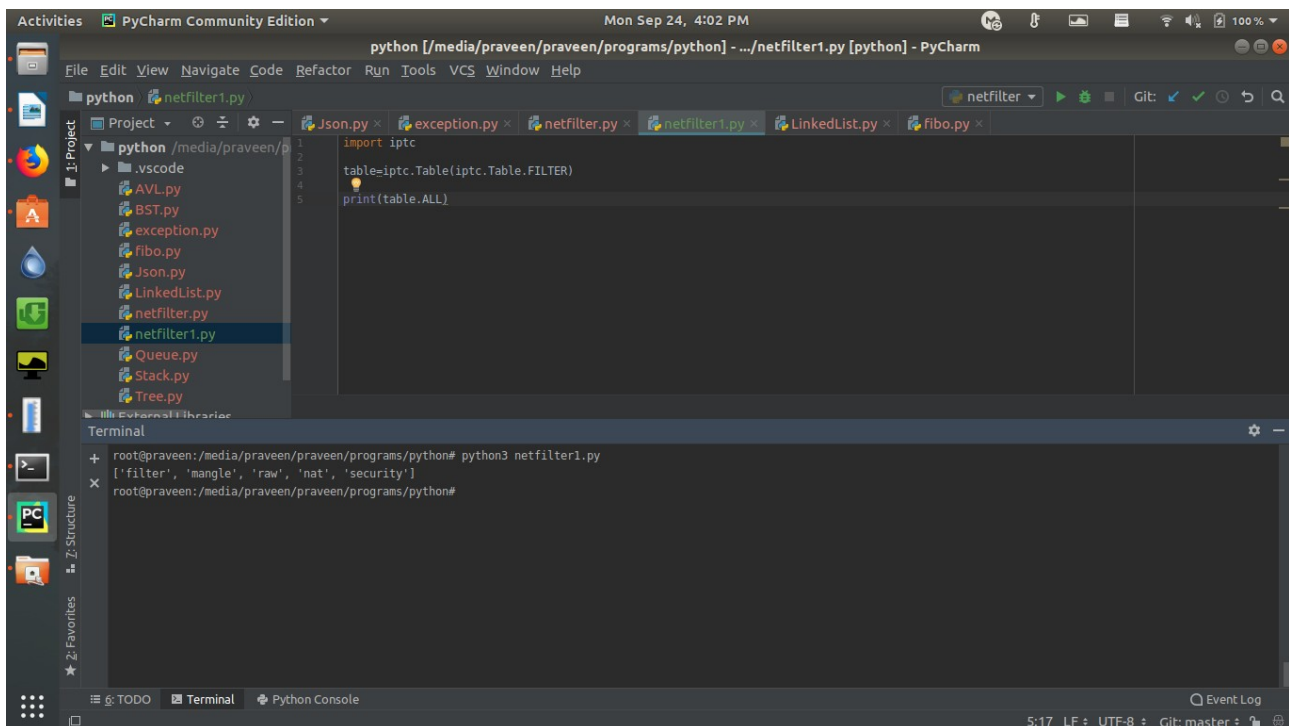 Activities PyCharm Community Edition Mon Sep 24, 4:02 PM 100 %
python [/media/praveen/praveen/programs/python] - .../netfilter1.py [python] - PyCharm
File Edit View Navigate Code Refactor Run Tools VCS Window Help
python netfilter1.py netfilter Git:
Project Json.py exception.py netfilter.py netfilter1.py LinkedList.py fibo.py
1: Project
python /media/praveen/p
.vscode
AVL.py
BST.py
exception.py
fibo.py
Json.py
LinkedList.py
netfilter.py
netfilter1.py
Queue.py
Stack.py
Tree.py
External Libraries
1 import iptc
2
3 table=iptc.Table(iptc.Table.FILTER)
4
5 print(table.ALL)
Terminal
root@praveen:/media/praveen/praveen/programs/python# python3 netfilter1.py
['filter', 'mangle', 'raw', 'nat', 'security']
root@praveen:/media/praveen/praveen/programs/python#
PC
7: Structure
2: Favorites
6: TODO Terminal Python Console Event Log
5:17 LF UTF-8 Git: master